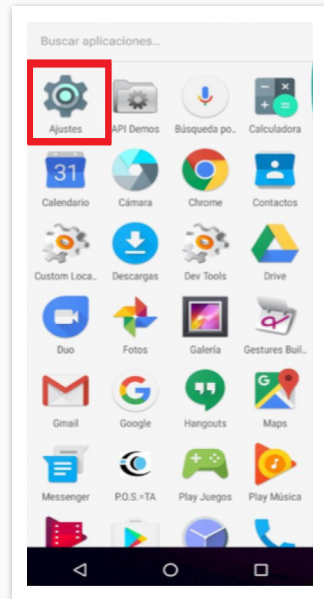 Buscar aplicaciones...
Ajustes API Demos Búsqueda po.. Calculadora
31
Calendario Cámara Chrome Contactos
Custom Loca.. Descargas Dev Tools Drive
Duo Fotos Galería Gestures Buil..
G
Gmail Google Hangouts Maps
Messenger P.O.S.=TA Play Juegos Play Música